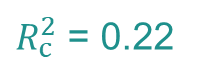 R_c^2 = 0.22